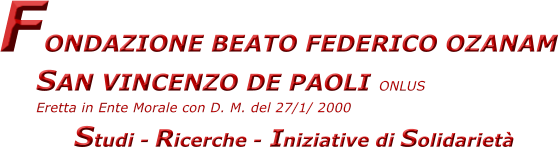 FONDAZIONE BEATO FEDERICO OZANAM
SAN VINCENZO DE PAOLI ONLUS
Eretta in Ente Morale con D. M. del 27/1/ 2000
Studi - Ricerche - Iniziative di Solidarietà